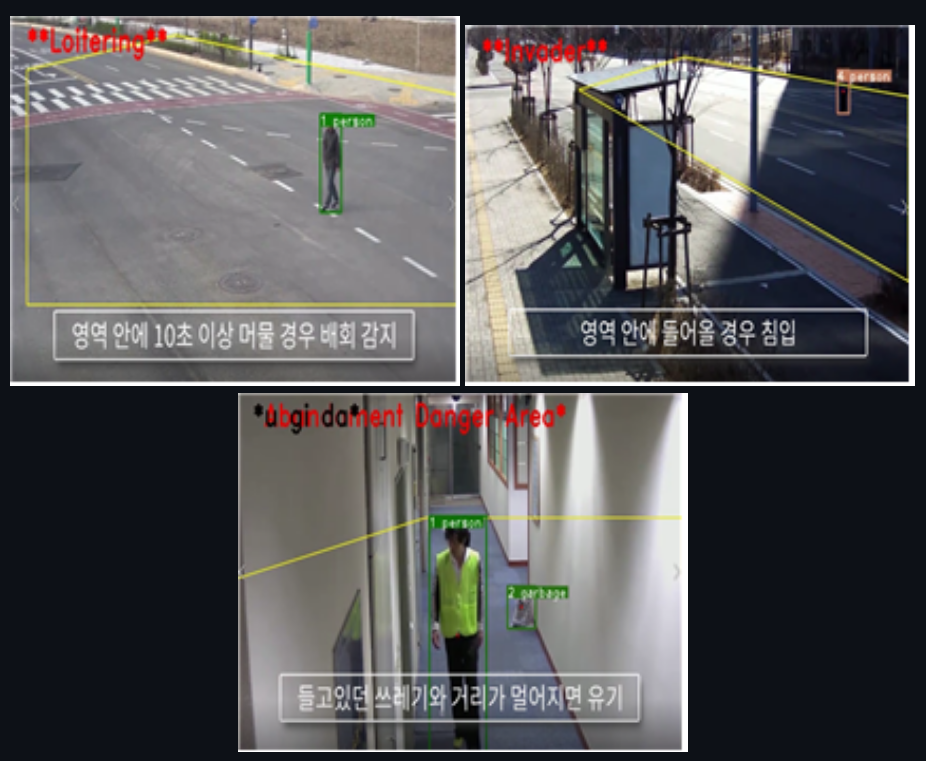 **Loitering**
1 person
영역 안에 10초 이상 머물 경우 배회 감지
**Invader**
4 person
영역 안에 들어올 경우 침입
Danger Area*
1 person
2 garbage
들고있던 쓰레기와 거리가 멀어지면 유기